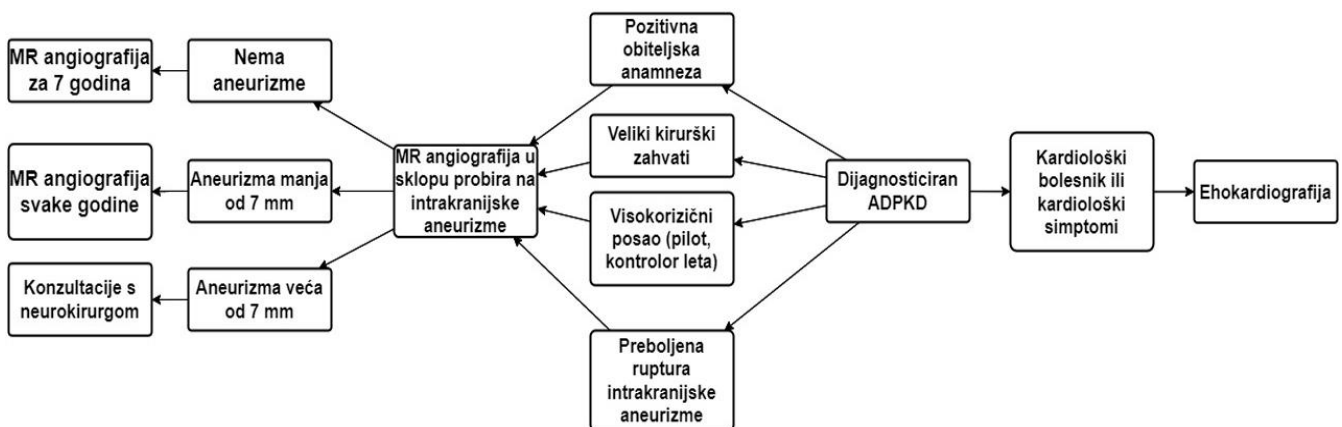 MR angiografija
za 7 godina
Nema
aneurizme
Pozitivna
obiteljska
anamneza
MR angiografija
svake godine
Aneurizma manja
od 7 mm
MR angiografija u
sklopu probira na
intrakranijske
aneurizme
Veliki kirurški
zahvati
Visokorizični
posao (pilot,
kontrolor leta)
Dijagnosticiran
ADPKD
Kardiološki
bolesnik ili
kardiološki
simptomi
Ehokardiografija
Konzultacije s
neurokirurgom
Aneurizma veća
od 7 mm
Preboljena
ruptura
intrakranijske
aneurizme